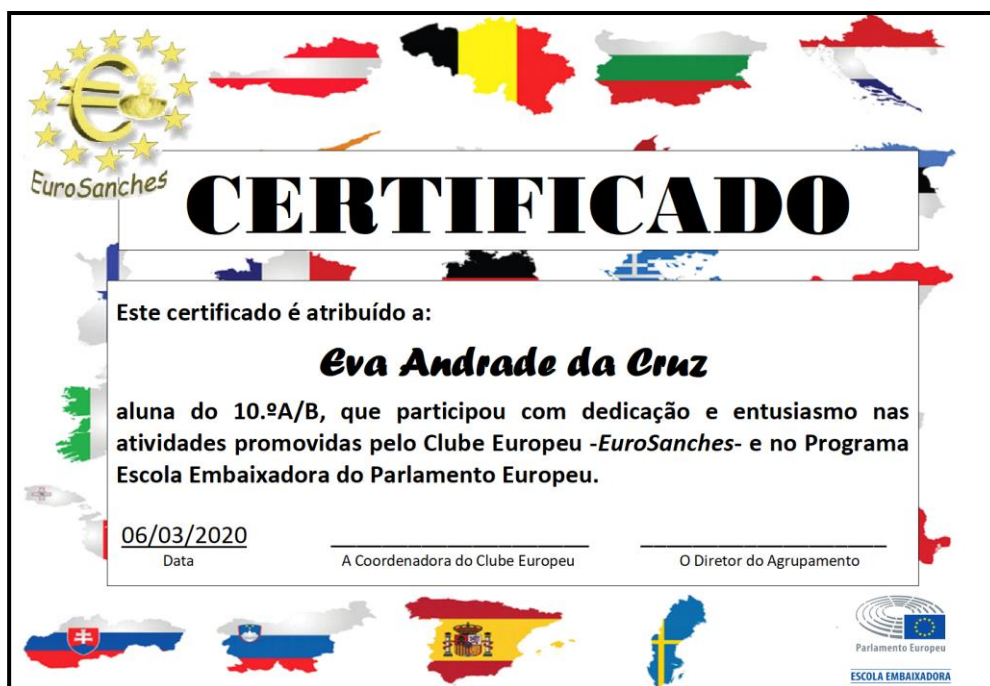 EuroSanches
CERTIFICADO
Este certificado é atribuído a:
Eva Andrade da Cruz
aluna do 10.ºA/B, que participou com dedicação e entusiasmo nas
atividades promovidas pelo Clube Europeu -EuroSanches- e no Programa
Escola Embaixadora do Parlamento Europeu.
06/03/2020
Data
A Coordenadora do Clube Europeu
O Diretor do Agrupamento
Parlamento Europeu
ESCOLA EMBAIXADORA